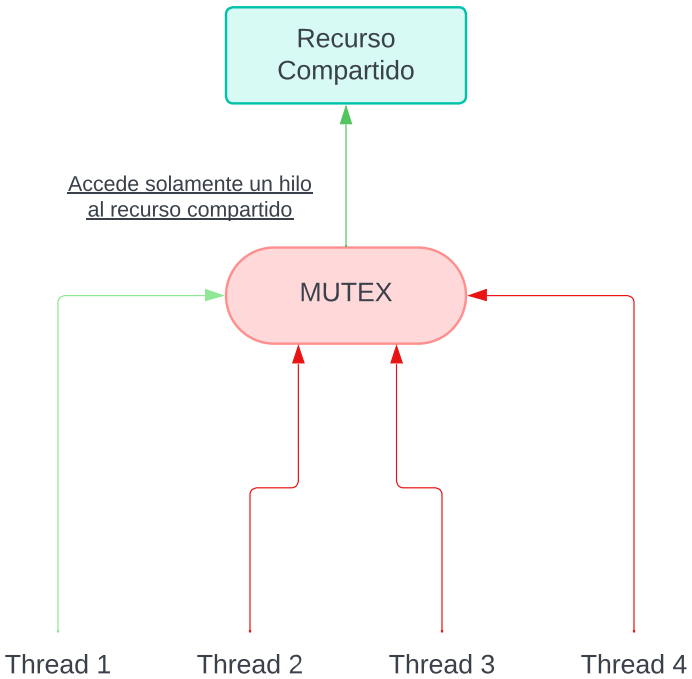 Recurso
Compartido
Accede solamente un hilo
al recurso compartido
MUTEX
Thread 1
Thread 2
Thread 3
Thread 4